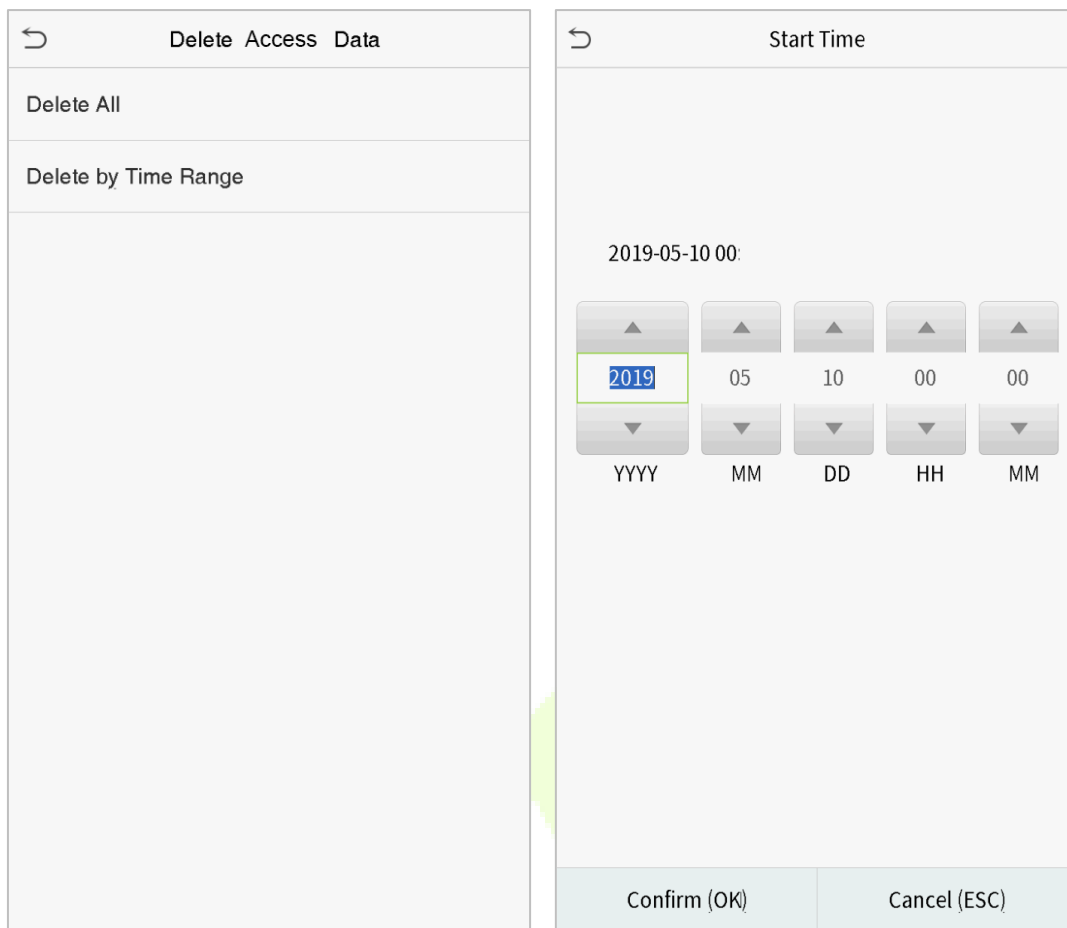 Delete Access Data
Delete All
Delete by Time Range
Start Time
2019-05-10 00:
2019 05 10 00 00
YYYY MM DD HH MM
Confirm (OK) Cancel (ESC)